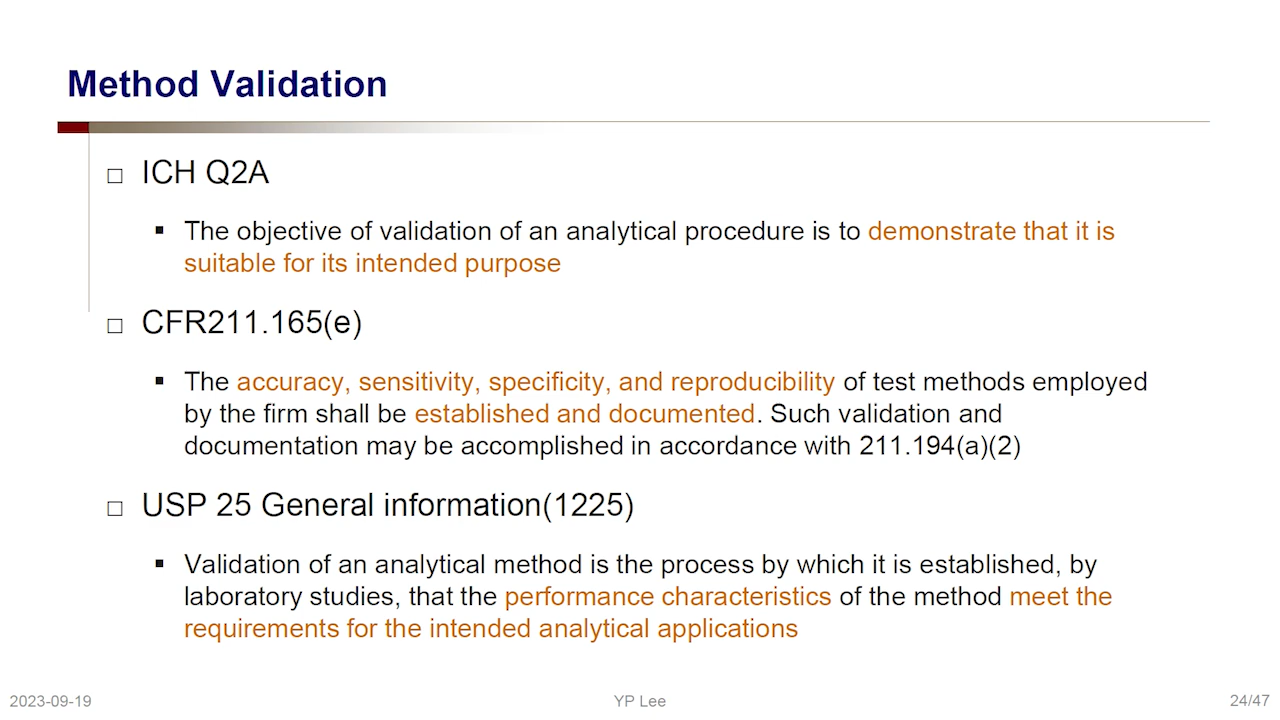 Method Validation
ICH Q2A
The objective of validation of an analytical procedure is to demonstrate that it is
suitable for its intended purpose
CFR211.165(e)
The accuracy, sensitivity, specificity, and reproducibility of test methods employed
by the firm shall be established and documented. Such validation and
documentation may be accomplished in accordance with 211.194(a)(2)
USP 25 General information(1225)
Validation of an analytical method is the process by which it is established, by
laboratory studies, that the performance characteristics of the method meet the
requirements for the intended analytical applications
2023-09-19
YP Lee
24/47